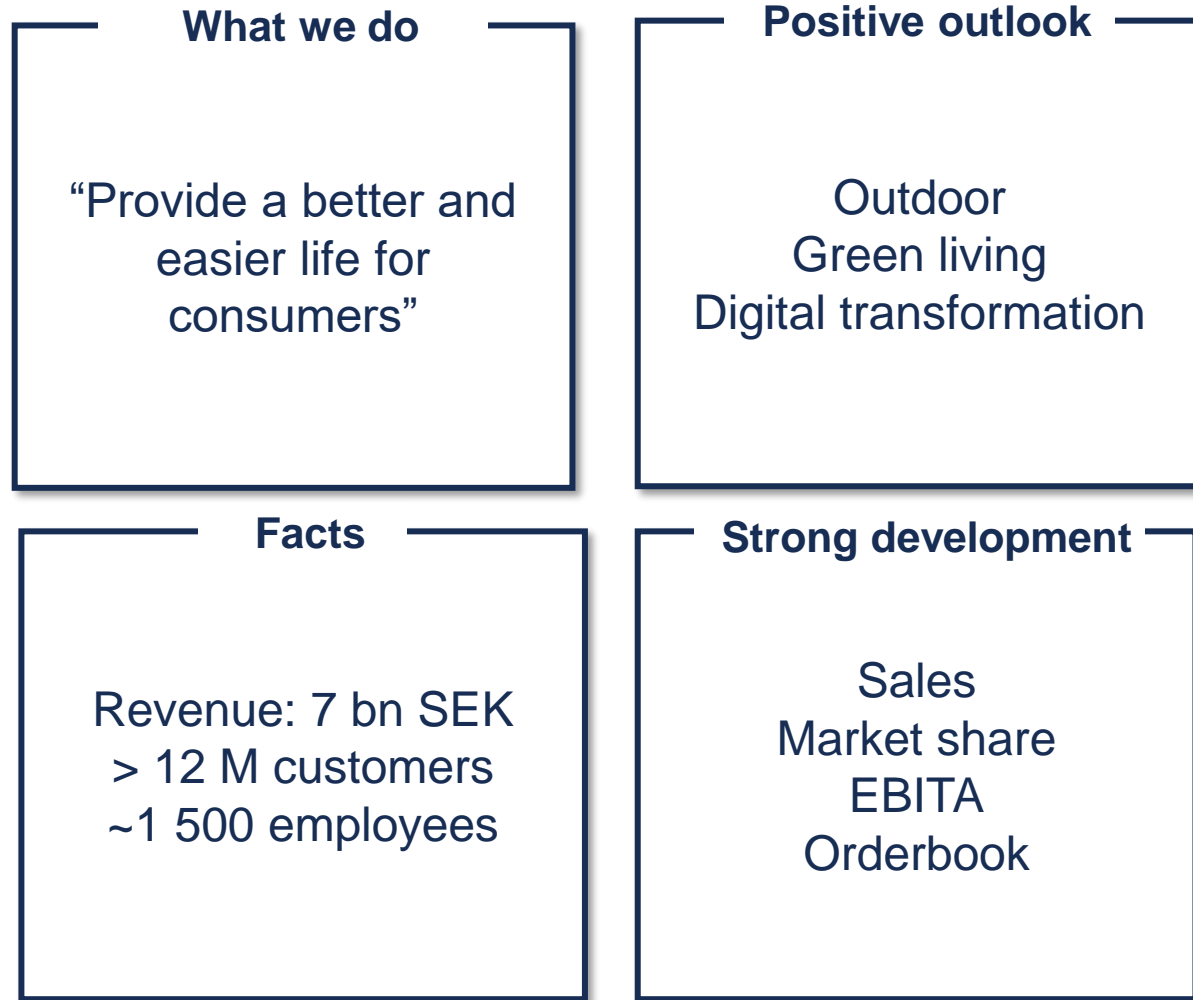 What we do
“Provide a better and
easier life for
consumers”
Positive outlook
Outdoor
Green living
Digital transformation
Facts
Revenue: 7 bn SEK
> 12 M customers
~1 500 employees
Strong development
Sales
Market share
EBITA
Orderbook